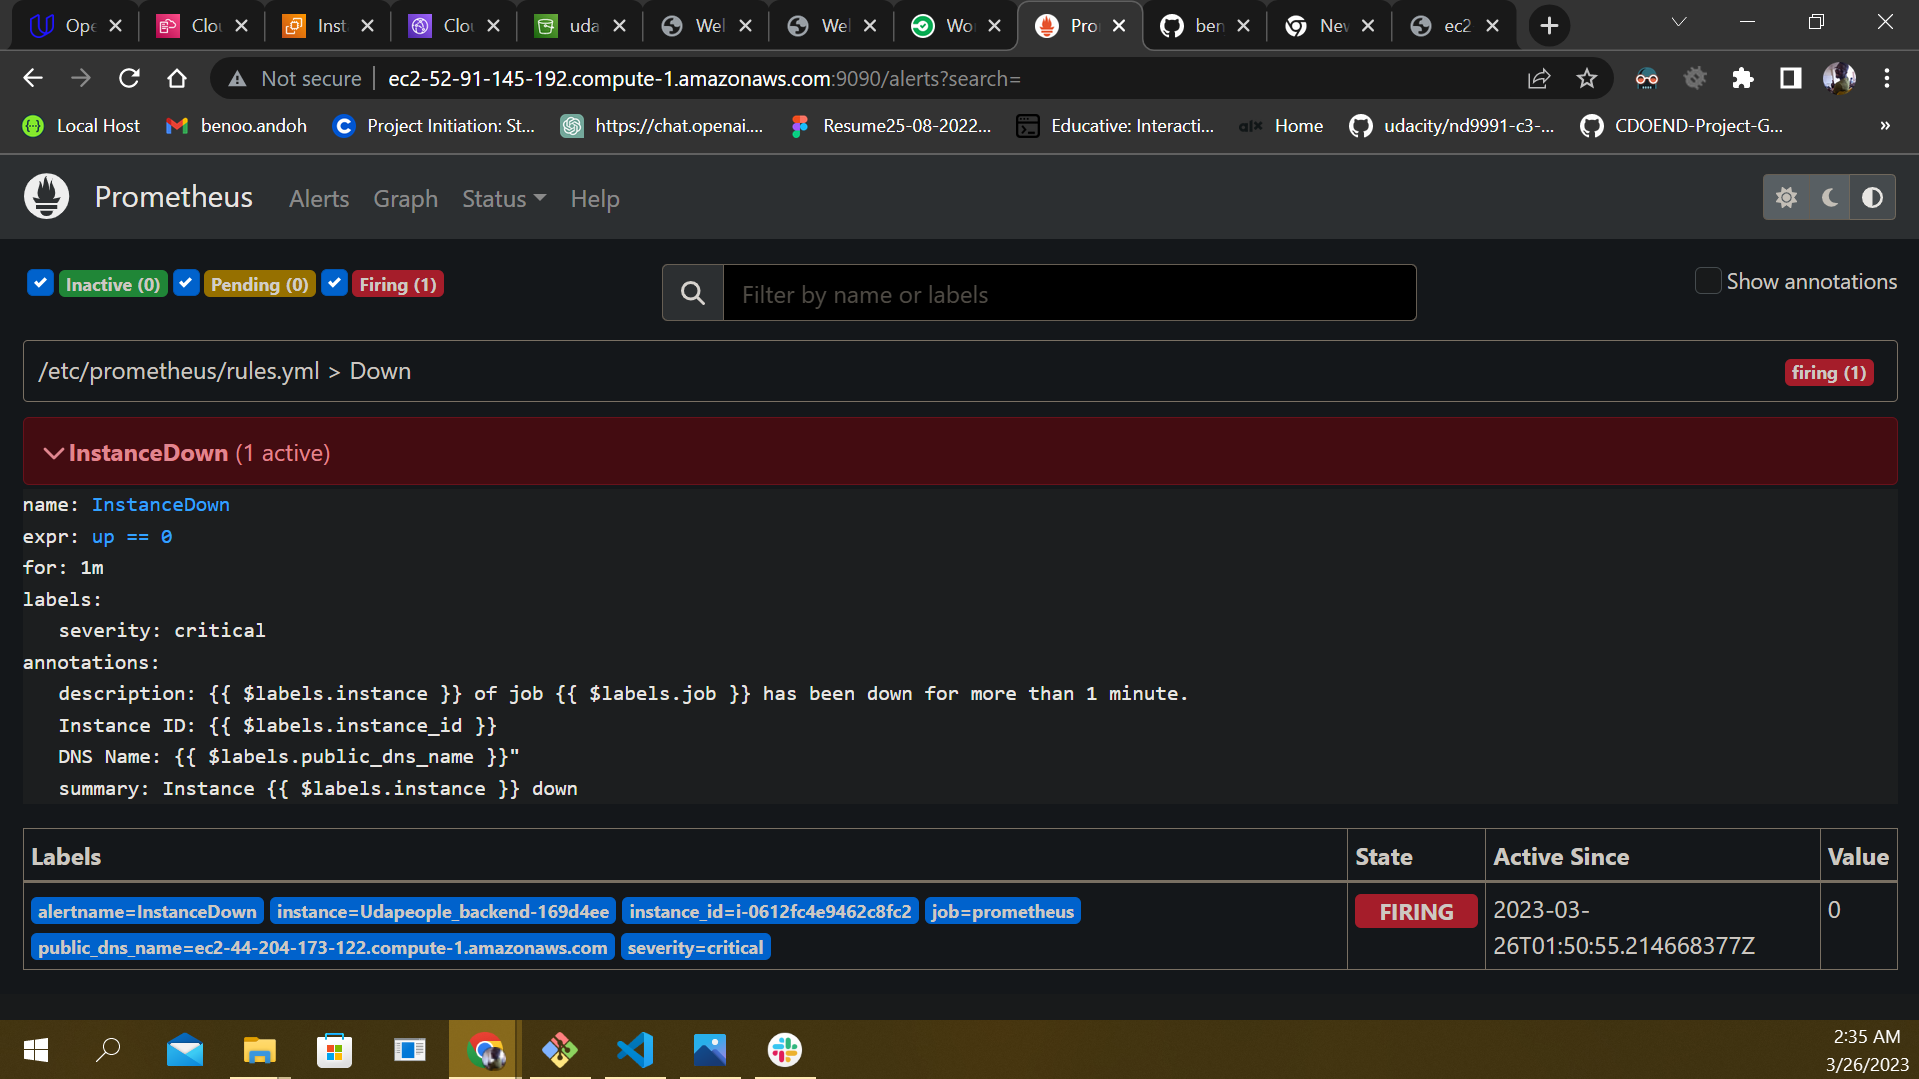 Ope
Clou
Inst
Clou
uda
Wel
Wel
Wor
Pro
ben
New
ec2
Not secure
ec2-52-91-145-192.compute-1.amazonaws.com:9090/alerts?search=
Local Host
benoo.andoh
Project Initiation: St...
https://chat.openai....
Resume25-08-2022...
Educative: Interacti...
alx Home
udacity/nd9991-c3-...
CDOEND-Project-G...
»
Prometheus
Alerts
Graph
Status
Help
Inactive (0)
Pending (0)
Firing (1)
Filter by name or labels
Show annotations
/etc/prometheus/rules.yml > Down
firing (1)
InstanceDown (1 active)
name: InstanceDown
expr: up == 0
for: 1m
labels:
severity: critical
annotations:
description: {{ $labels.instance }} of job {{ $labels.job }} has been down for more than 1 minute.
Instance ID: {{ $labels.instance_id }}
DNS Name: {{ $labels.public_dns_name }}"
summary: Instance {{ $labels.instance }} down
Labels
State
Active Since
Value
alertname=InstanceDown instance=Udapeople_backend-169d4ee instance_id=i-0612fc4e9462c8fc2 job=prometheus
public_dns_name=ec2-44-204-173-122.compute-1.amazonaws.com severity=critical
FIRING
2023-03-
26T01:50:55.214668377Z
0
2:35 AM
3/26/2023